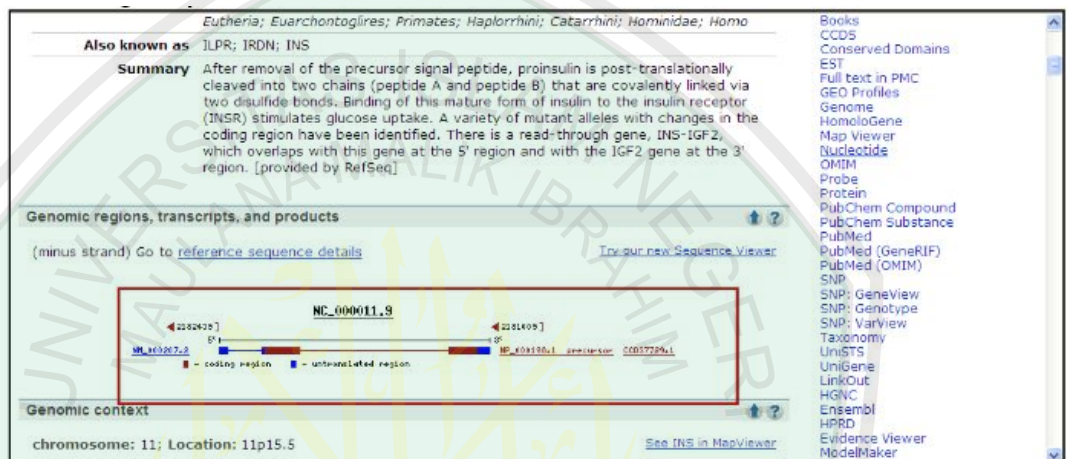 Eutheria; Euarchontoglires; Primates; Haplorrhini; Catarrhini; Hominidae; Homo
Also known as ILPR; IRDN; INS
Summary After removal of the precursor signal peptide, proinsulin is post-translationally
cleaved into two chains (peptide A and peptide B) that are covalently linked via
two disulfide bonds. Binding of this mature form of insulin to the insulin receptor
(INSR) stimulates glucose uptake. A variety of mutant alleles with changes in the
coding region have been identified. There is a read-through gene, INS-IGF2,
which overlaps with this gene at the 5' region and with the IGF2 gene at the 3'
region. [provided by RefSeq]
Genomic regions, transcripts, and products
(minus strand) Go to reference sequence details
Try our new Sequence Viewer
NC_000011.9
2182439] 2181409]
5' 3'
NM_000207.2 NP_000198.1 precursor CCDS7729.1
- coding region - untranslated region
Genomic context
chromosome: 11; Location: 11p15.5
See INS in MapViewer
Books
CCDS
Conserved Domains
EST
Full text in PMC
GEO Profiles
Genome
HomoloGene
Map Viewer
Nucleotide
OMIM
Probe
Protein
PubChem Compound
PubChem Substance
PubMed
PubMed (GeneRIF)
PubMed (OMIM)
SNP
SNP: GeneView
SNP: Genotype
SNP: VarView
Taxonomy
UniSTS
UniGene
LinkOut
HGNC
Ensembl
HPRD
Evidence Viewer
ModelMaker